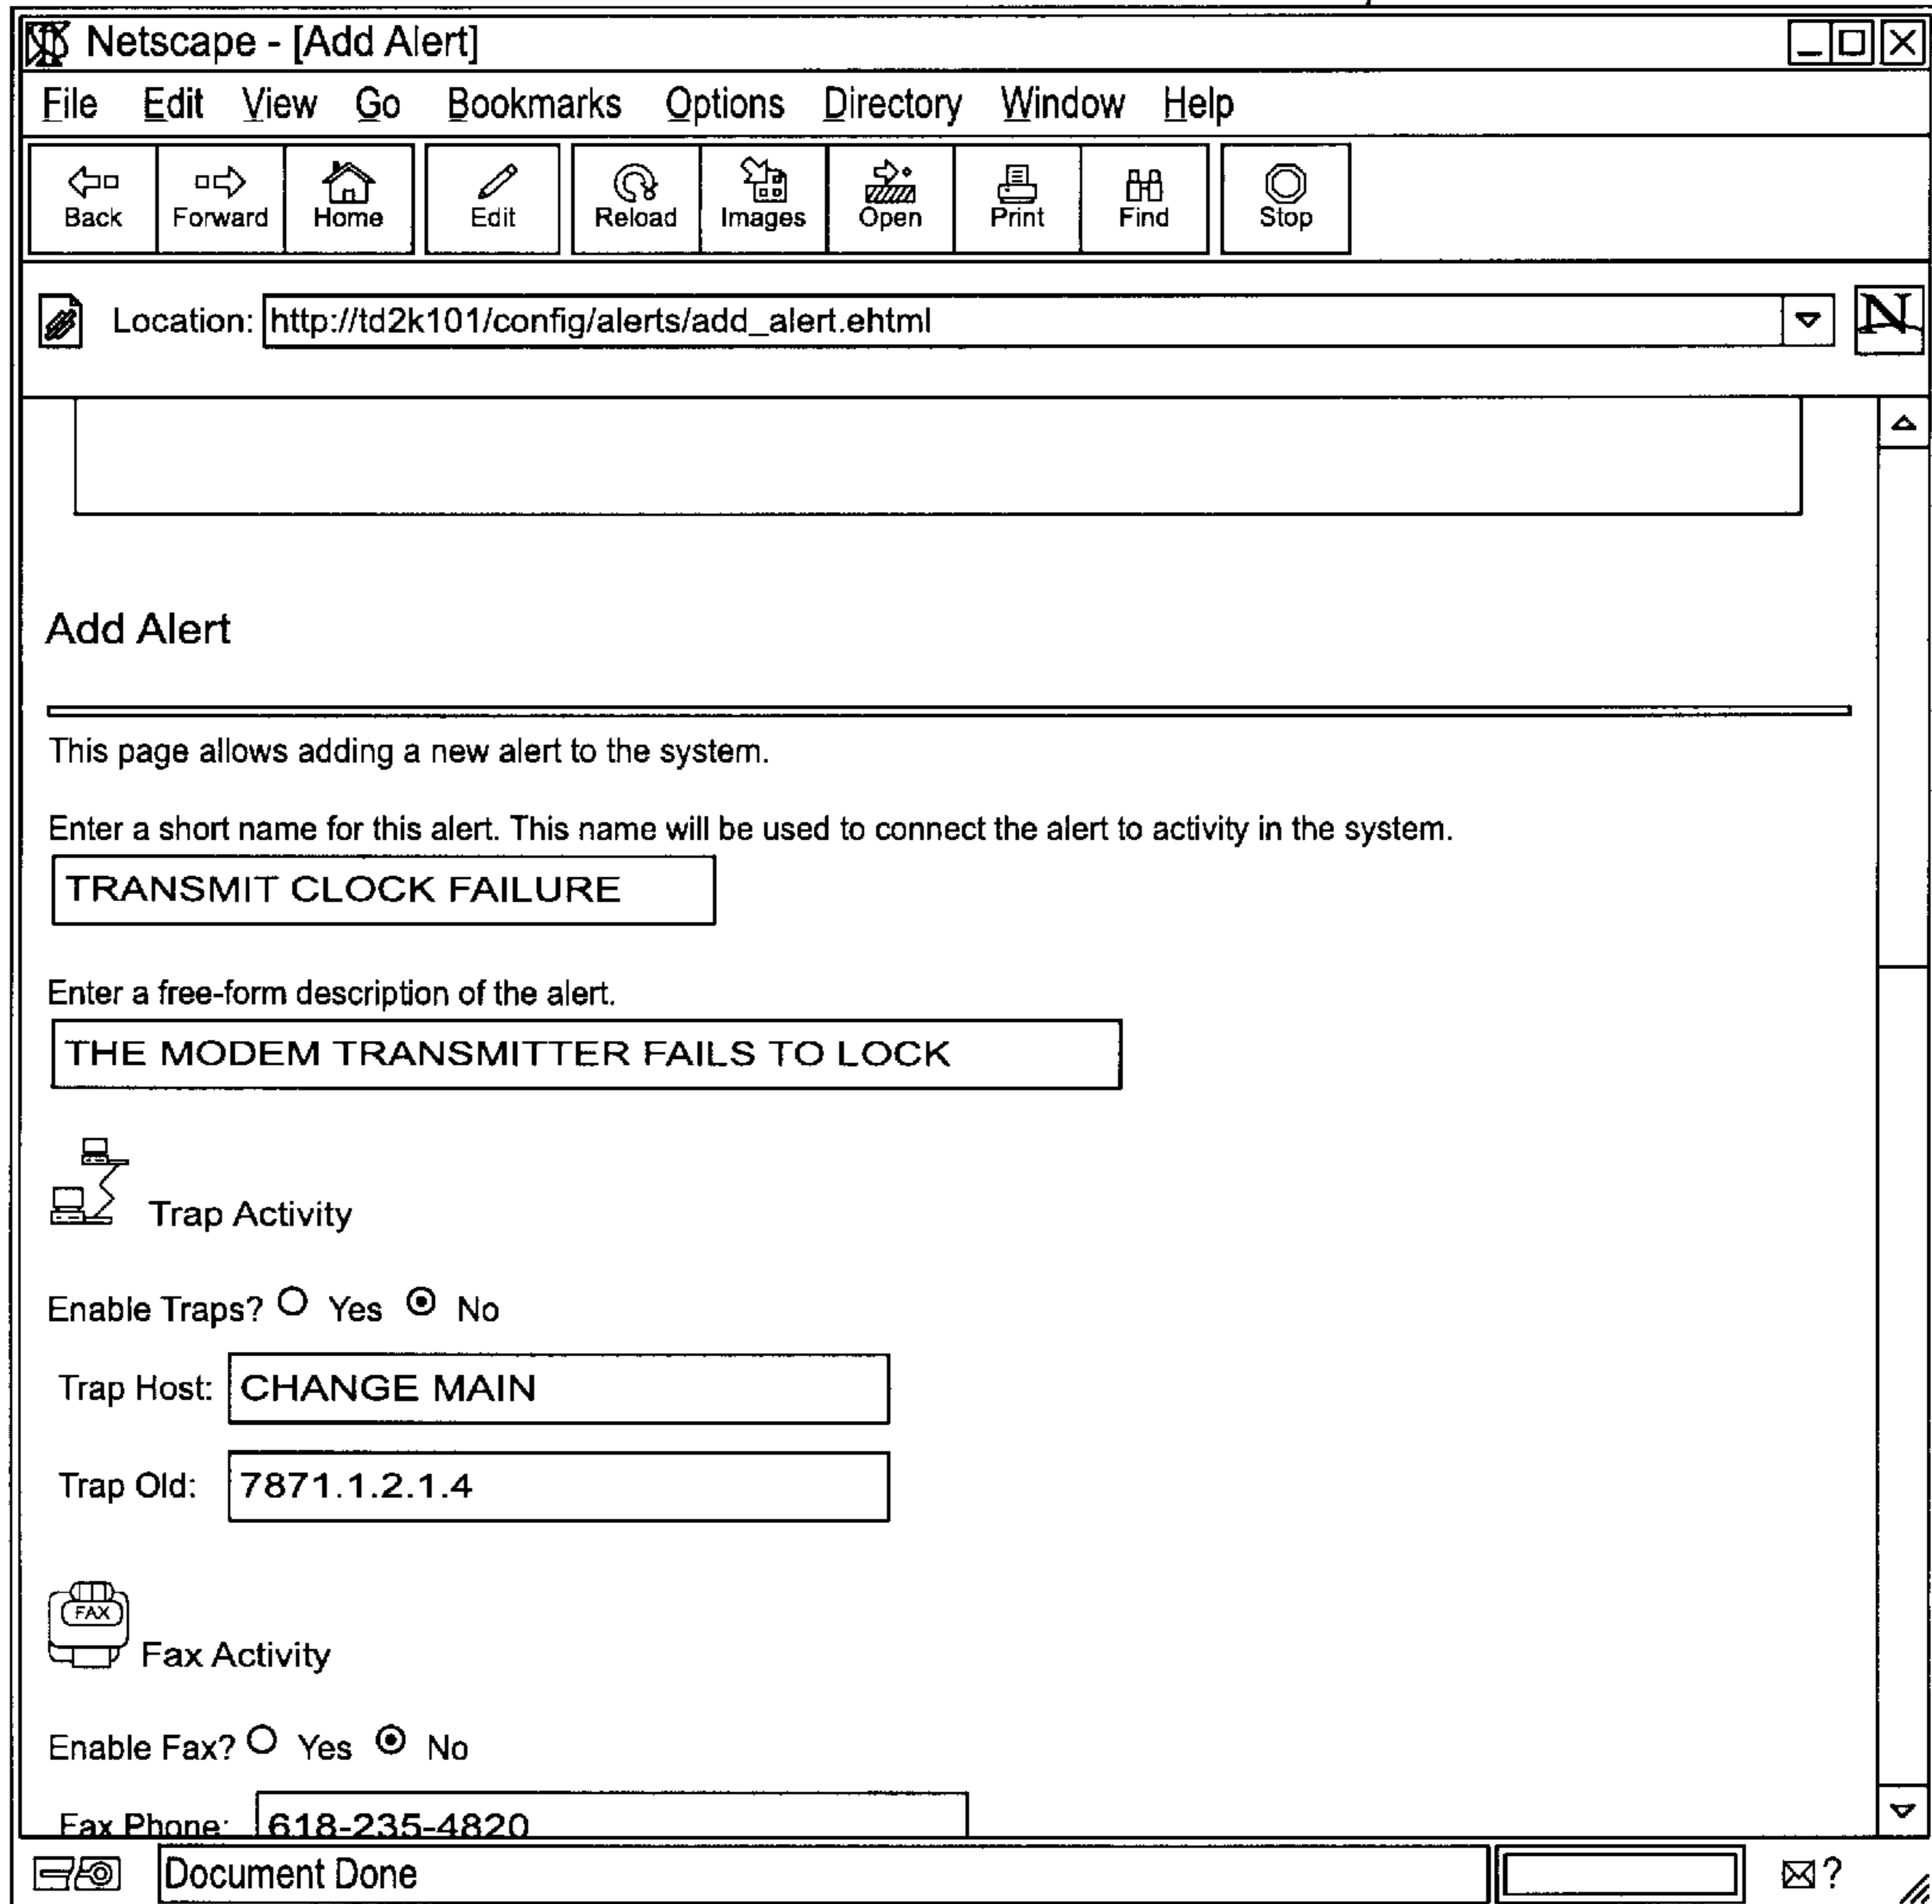 Netscape - [Add Alert]
File Edit View Go Bookmarks Options Directory Window Help
Back Forward Home Edit Reload Images Open Print Find Stop
Location: http://td2k101/config/alerts/add_alert.ehtml
N
Add Alert
This page allows adding a new alert to the system.
Enter a short name for this alert. This name will be used to connect the alert to activity in the system.
TRANSMIT CLOCK FAILURE
Enter a free-form description of the alert.
THE MODEM TRANSMITTER FAILS TO LOCK
Trap Activity
Enable Traps? Yes No
Trap Host: CHANGE MAIN
Trap Old: 7871.1.2.1.4
FAX
Fax Activity
Enable Fax? Yes No
Fax Phone: 618-235-4820
Document Done
?